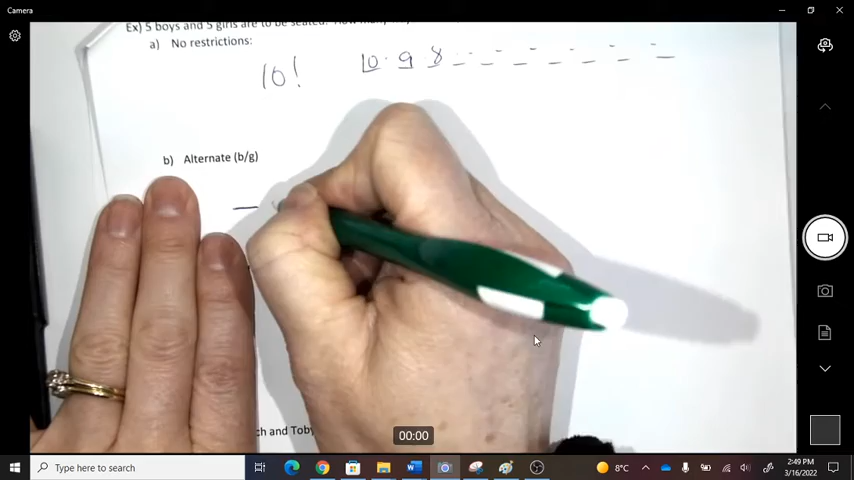 Camera
Ex) 5 boys and 5 girls are to be seated.
a) No restrictions:
10! 10 · 9 · 8
b) Alternate (b/g)
ch and Toby
00:00
Type here to search
8°C
2:49 PM
3/16/2022